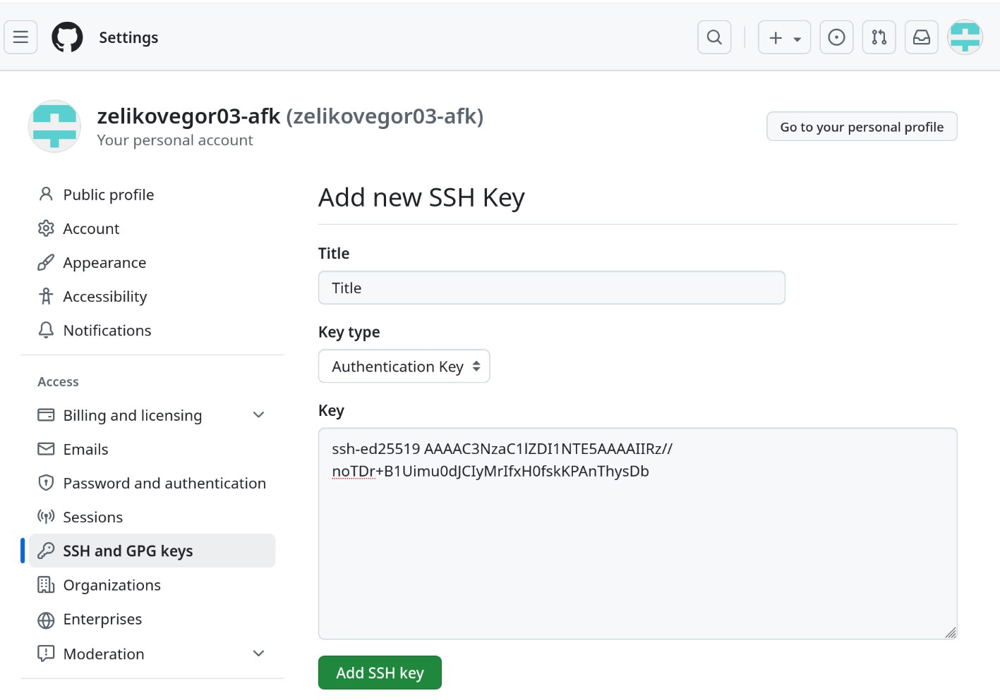 Settings
zelikovegor03-afk (zelikovegor03-afk)
Your personal account
Go to your personal profile
Public profile
Account
Appearance
Accessibility
Notifications
Access
Billing and licensing
Emails
Password and authentication
Sessions
SSH and GPG keys
Organizations
Enterprises
Moderation
Add new SSH Key
Title
Title
Key type
Authentication Key
Key
ssh-ed25519 AAAAC3NzaC1lZDI1NTE5AAAAIIRz//
noTDr+B1Uimu0dJCIyMrIfxH0fskKPAnThysDb
Add SSH key